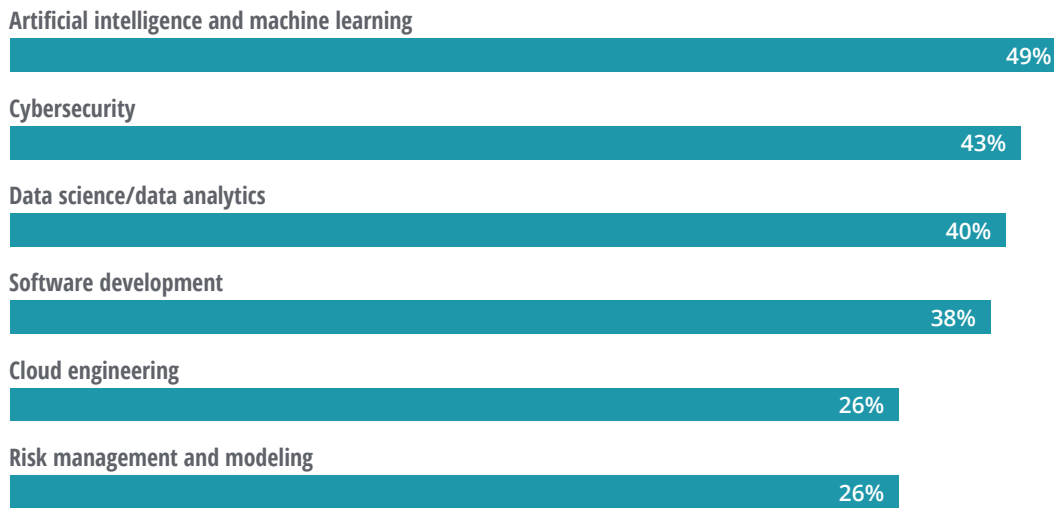 Artificial intelligence and machine learning
49%
Cybersecurity
43%
Data science/data analytics
40%
Software development
38%
Cloud engineering
26%
Risk management and modeling
26%